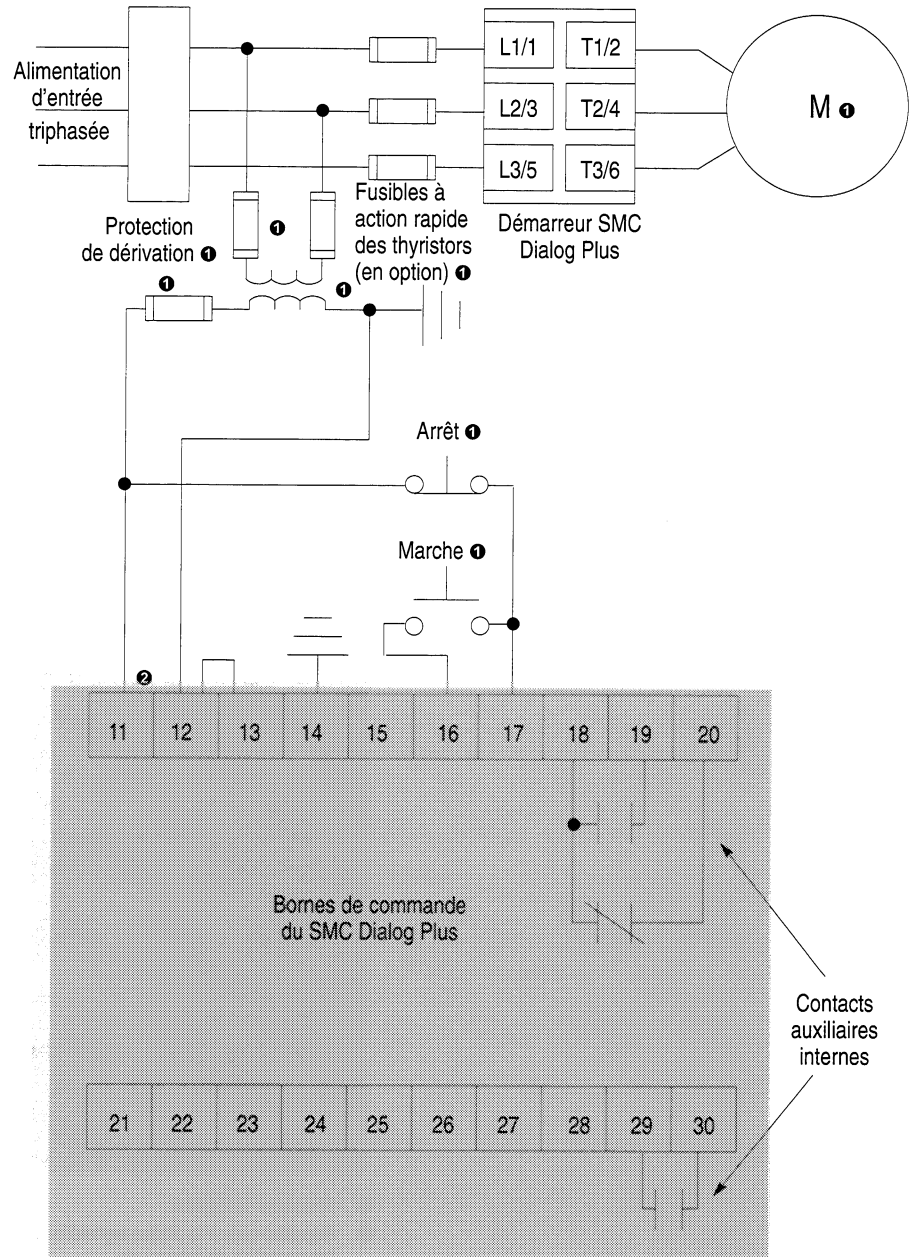 Alimentation
d'entrée
triphasée
L1/1 T1/2
L2/3 T2/4
L3/5 T3/6
M ❶
Protection
de dérivation ❶
❶
Fusibles à
action rapide
des thyristors
(en option) ❶
Démarreur SMC
Dialog Plus
❶
❶
Arrêt ❶
Marche ❶
❷
11 12 13 14 15 16 17 18 19 20
Bornes de commande
du SMC Dialog Plus
Contacts
auxiliaires
internes
21 22 23 24 25 26 27 28 29 30